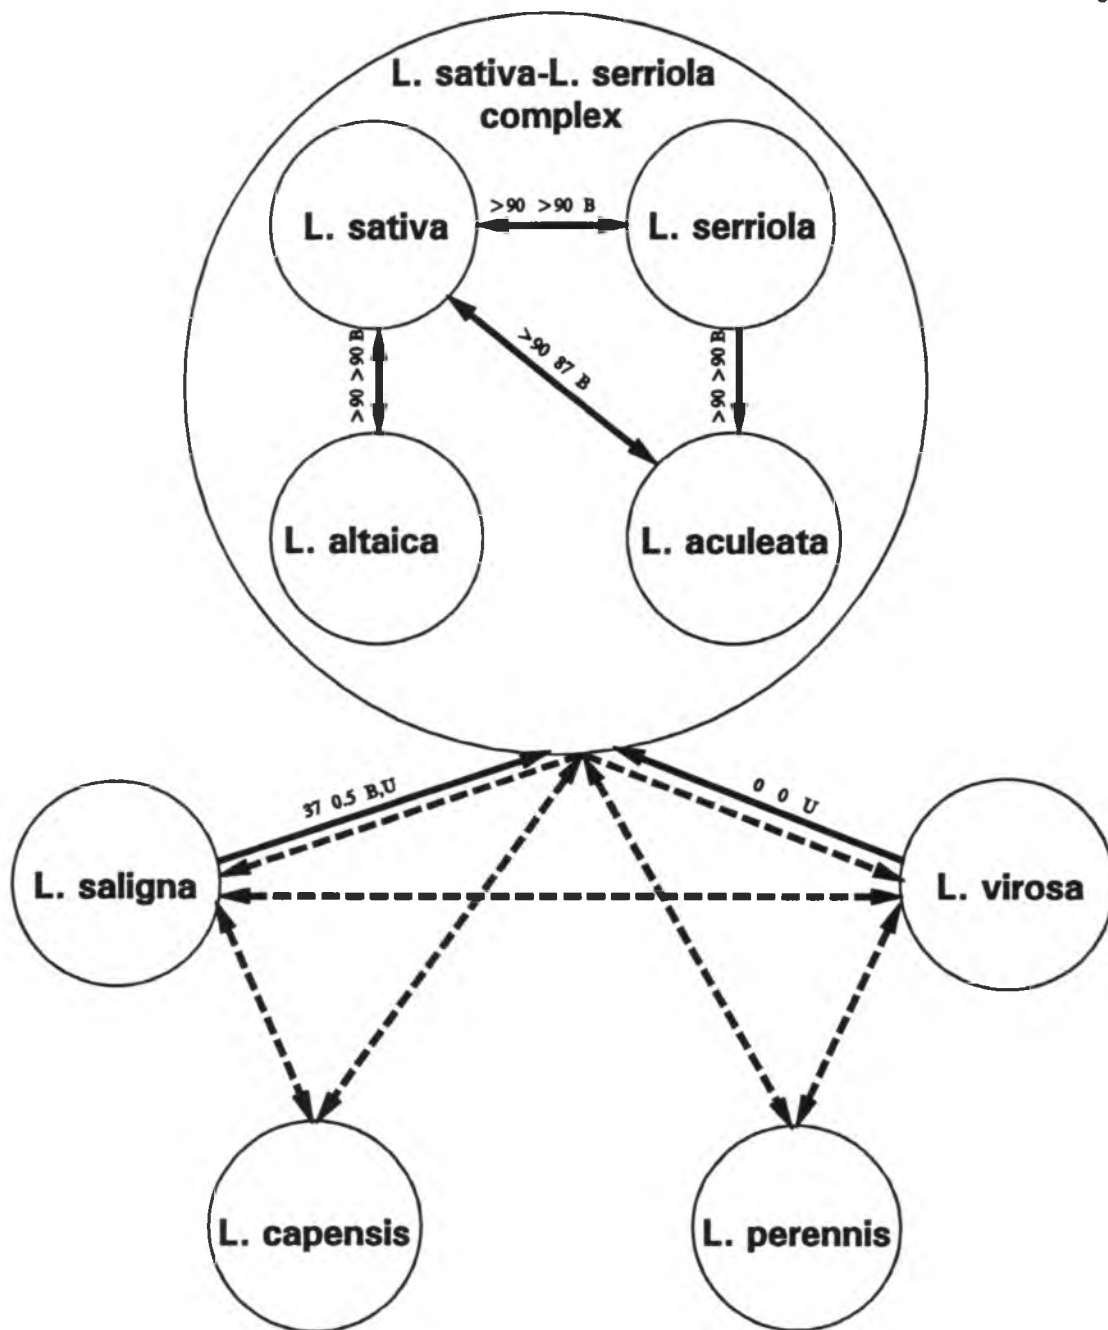 L. sativa-L. serriola
complex
L. sativa
>90 >90 B
L. serriola
>90 >90 B
>90 87 B
>90 >90 B
L. altaica
L. aculeata
37 0.5 B,U
0 0 U
L. saligna
L. virosa
L. capensis
L. perennis